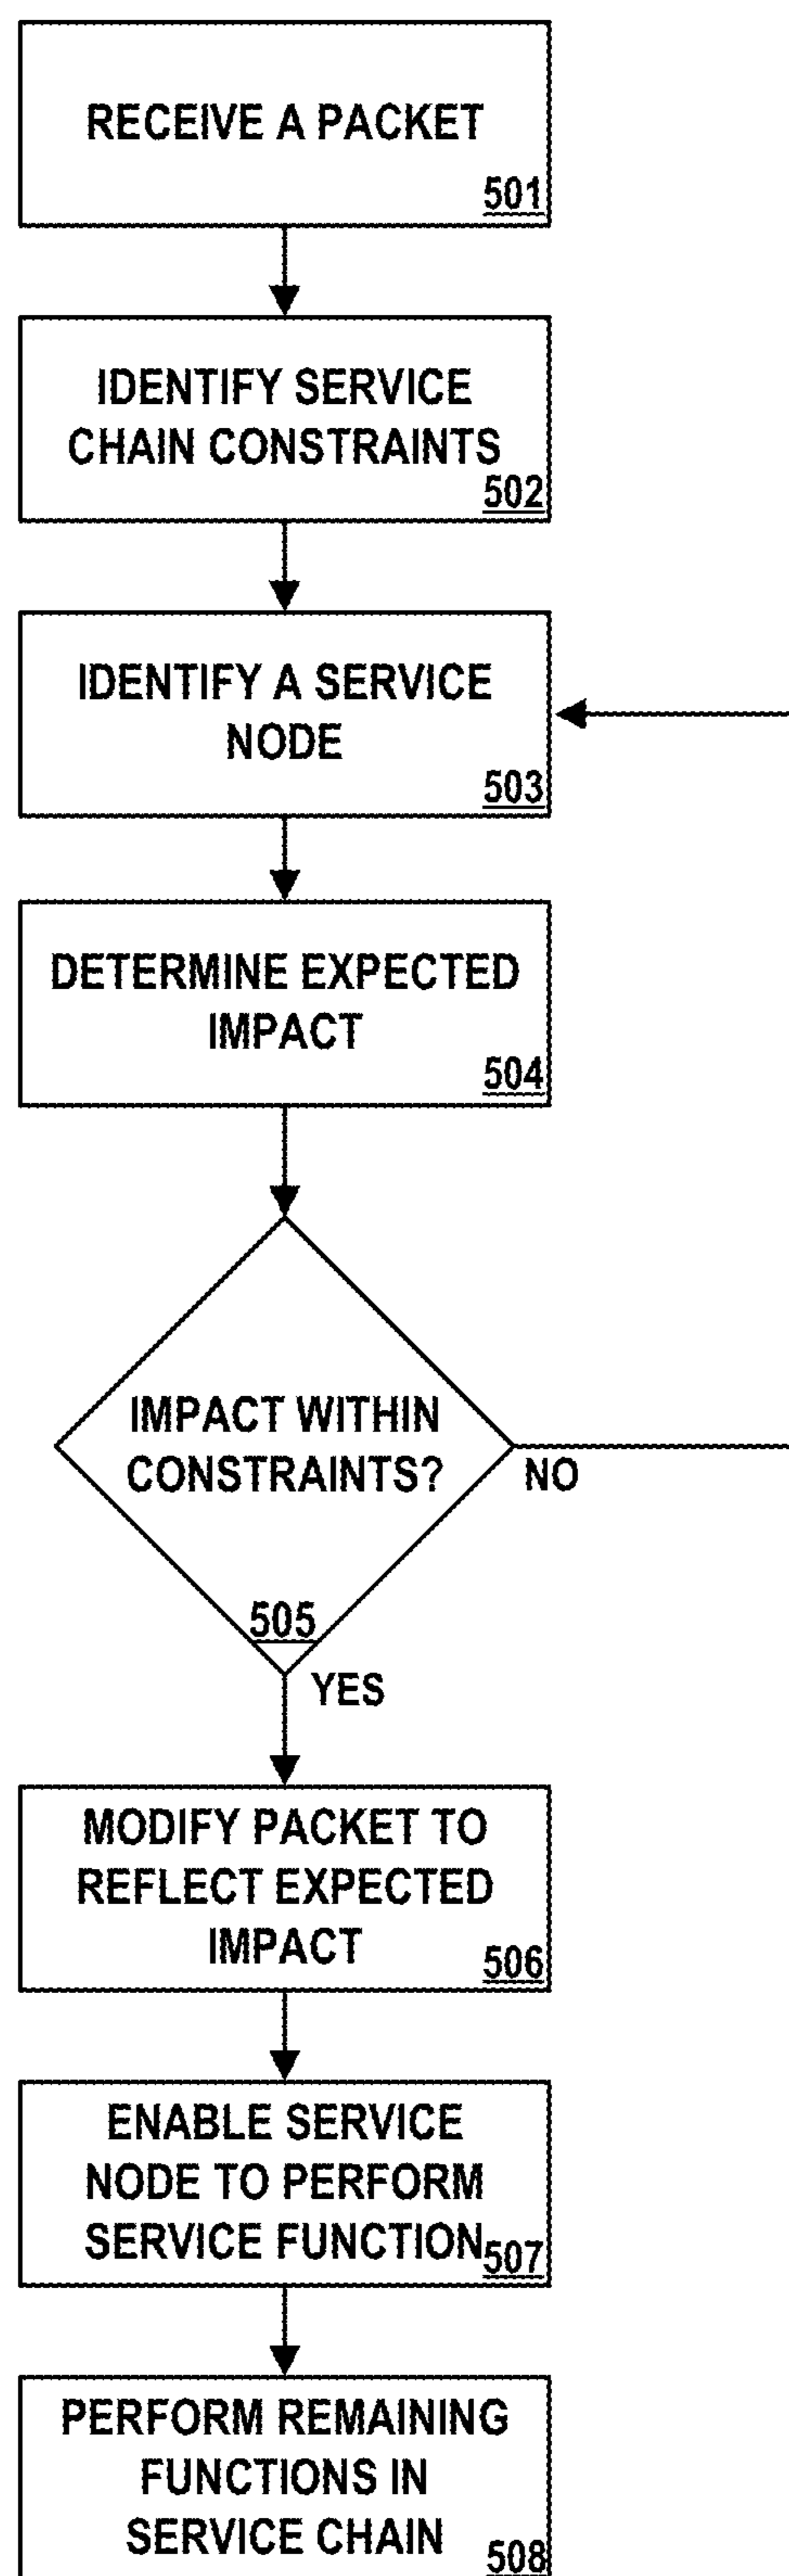 RECEIVE A PACKET
501
IDENTIFY SERVICE
CHAIN CONSTRAINTS
502
IDENTIFY A SERVICE
NODE
503
DETERMINE EXPECTED
IMPACT
504
IMPACT WITHIN
CONSTRAINTS?
NO
505
YES
MODIFY PACKET TO
REFLECT EXPECTED
IMPACT
506
ENABLE SERVICE
NODE TO PERFORM
SERVICE FUNCTION
507
PERFORM REMAINING
FUNCTIONS IN
SERVICE CHAIN
508